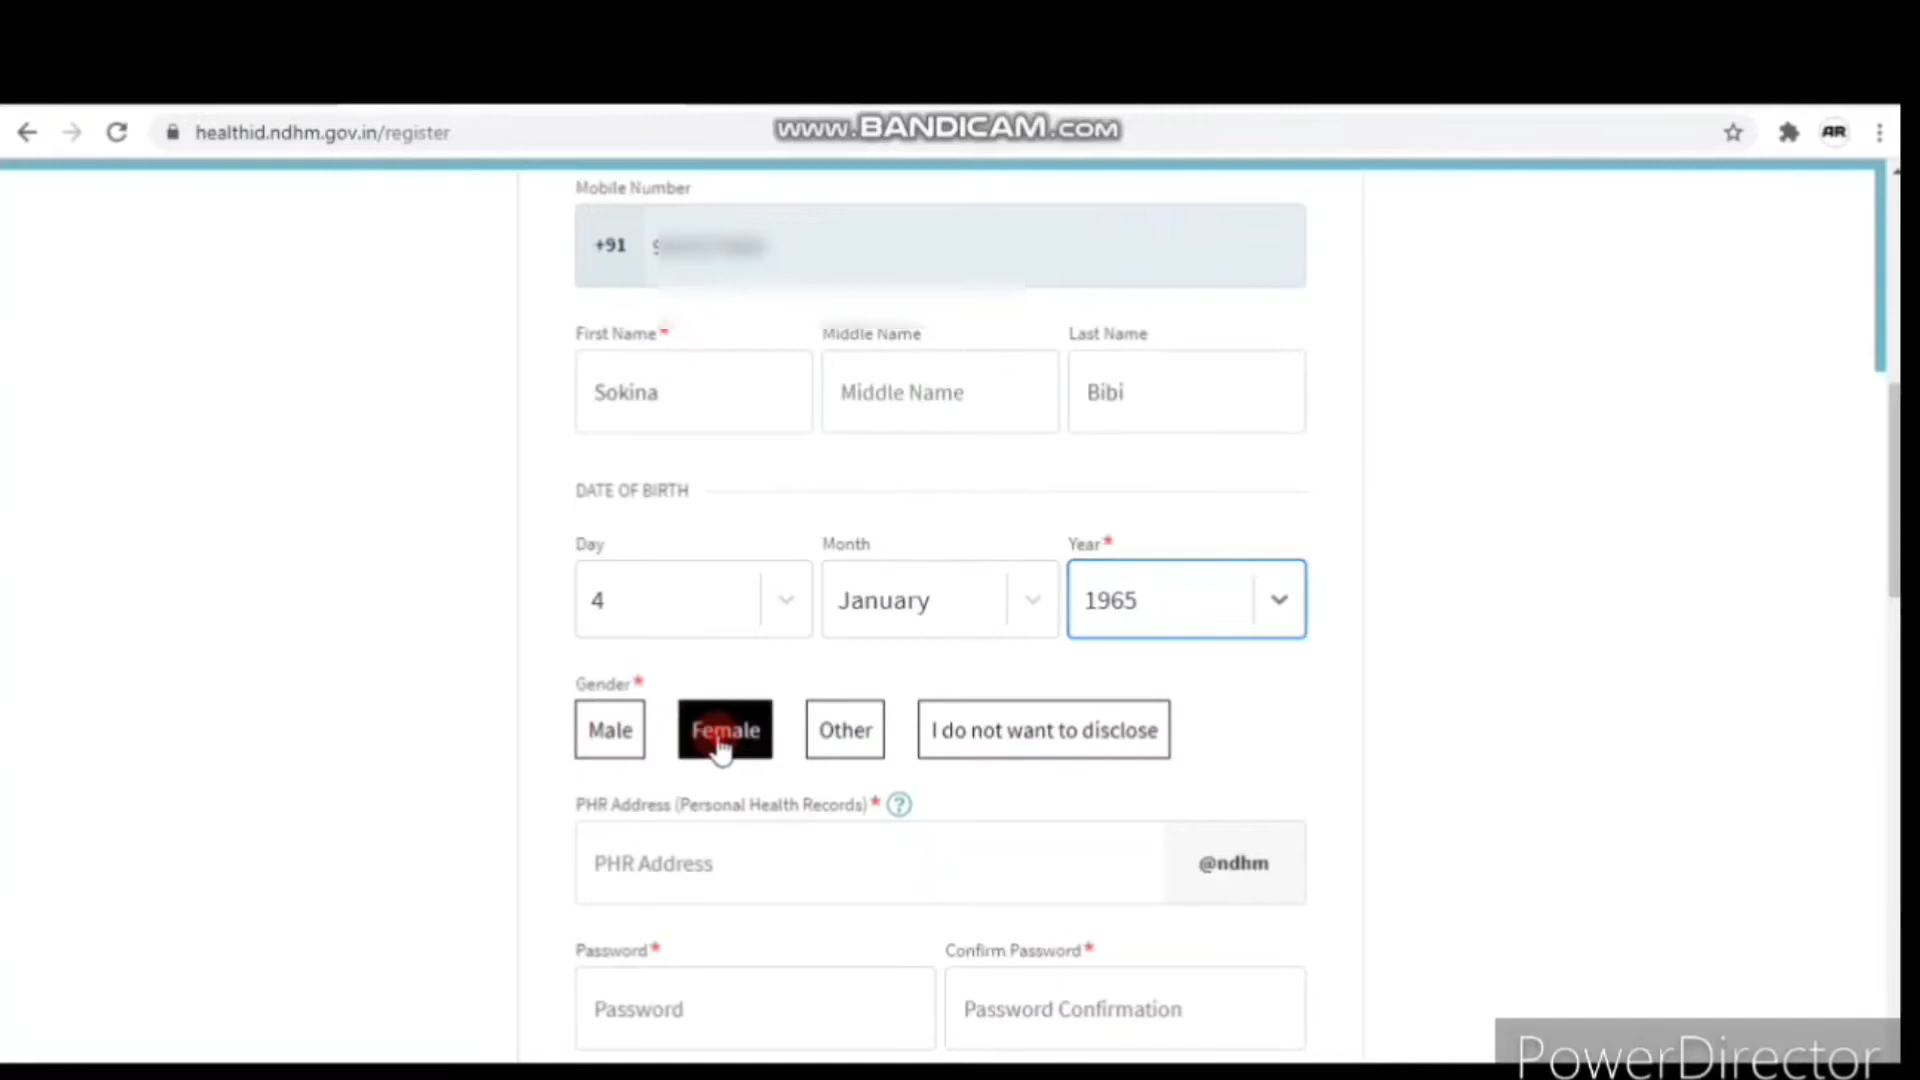 healthid.ndhm.gov.in/register
www.BANDICAM.com
AR
Mobile Number
+91
First Name* Middle Name Last Name
Sokina Middle Name Bibi
DATE OF BIRTH
Day Month Year*
4 January 1965
Gender*
Male Female Other I do not want to disclose
PHR Address (Personal Health Records)* ?
PHR Address @ndhm
Password* Confirm Password*
Password Password Confirmation
PowerDirector